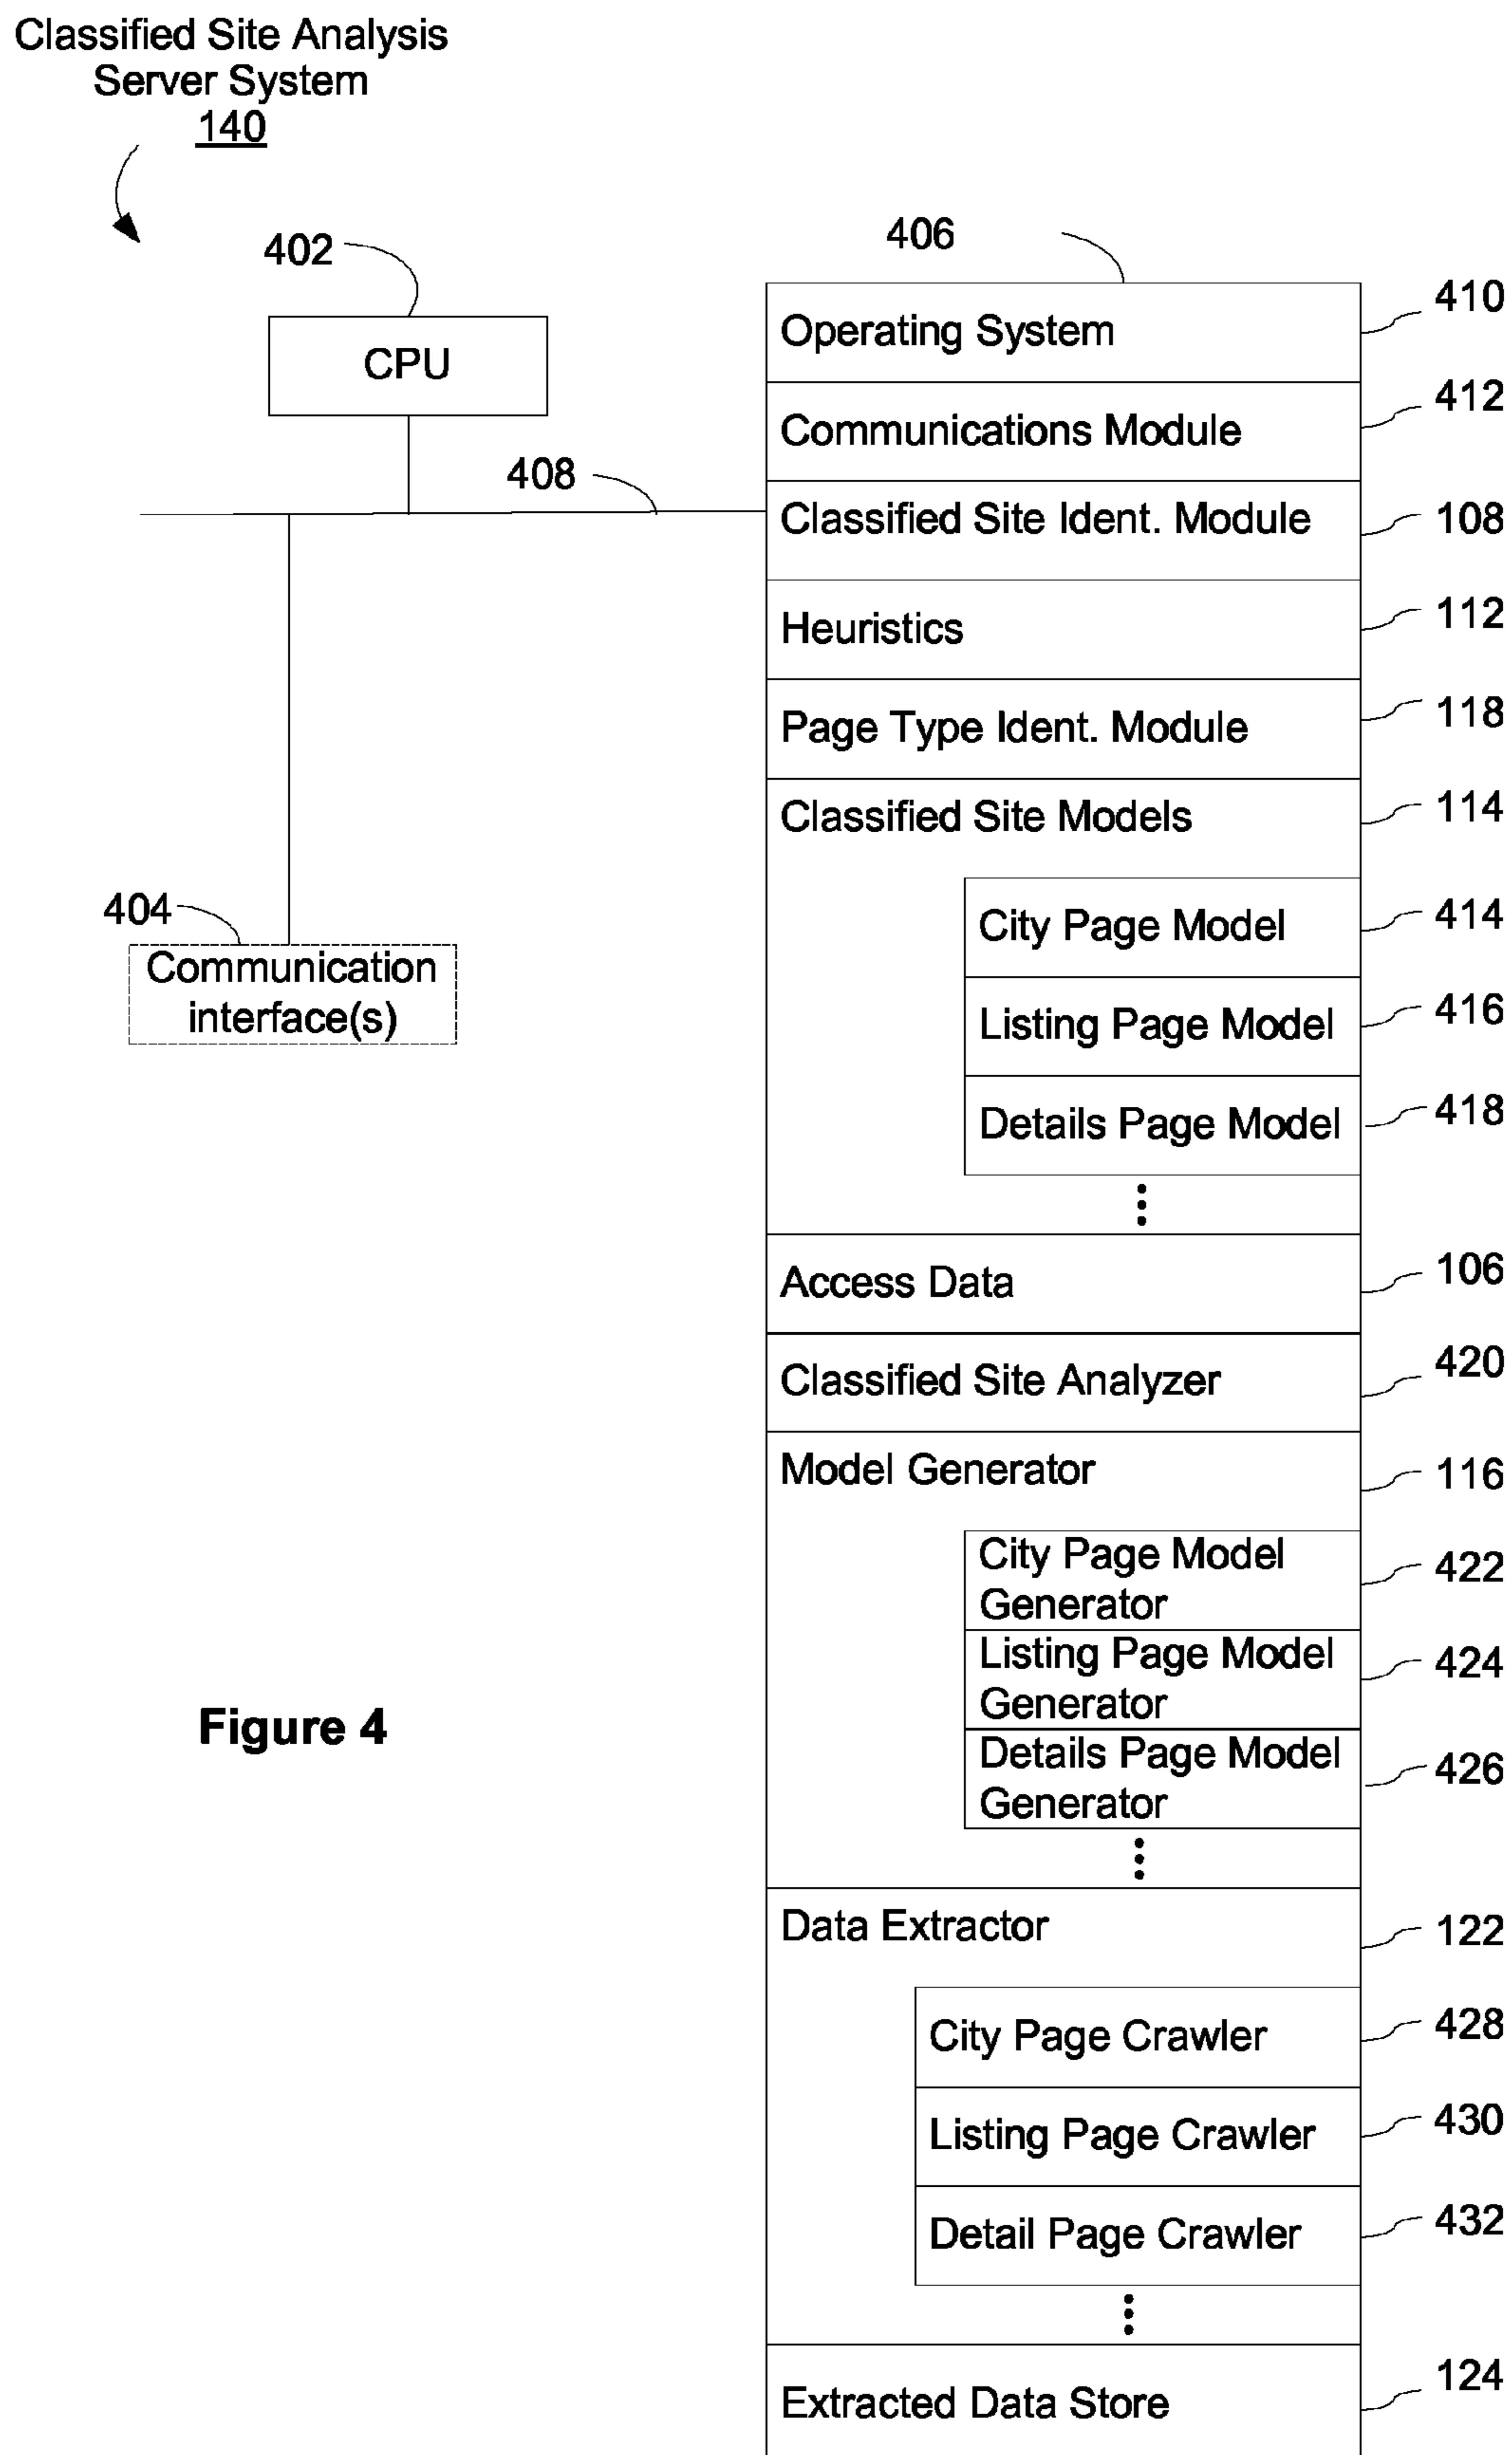 Classified Site Analysis
Server System
140
402
CPU
408
404
Communication
interface(s)
406
Operating System
410
Communications Module
412
Classified Site Ident. Module
108
Heuristics
112
Page Type Ident. Module
118
Classified Site Models
114
City Page Model
414
Listing Page Model
416
Details Page Model
418
Access Data
106
Classified Site Analyzer
420
Model Generator
116
City Page Model
Generator
422
Listing Page Model
Generator
424
Details Page Model
Generator
426
Data Extractor
122
City Page Crawler
428
Listing Page Crawler
430
Detail Page Crawler
432
Extracted Data Store
124
Figure 4